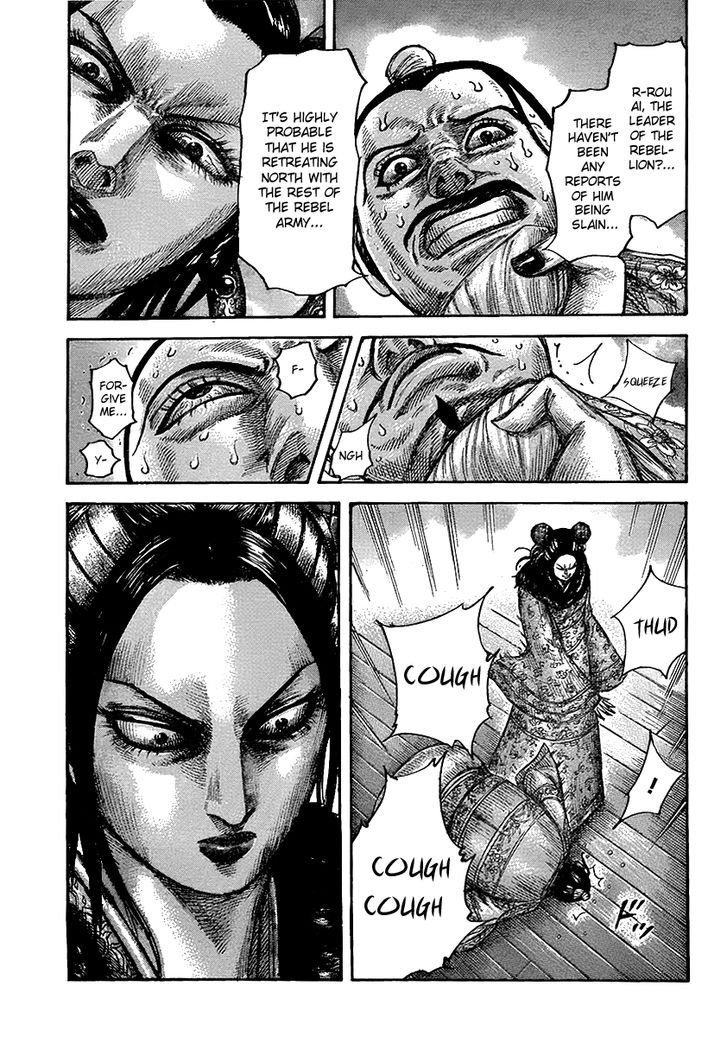 R-ROU
AI, THE
LEADER
OF THE
REBEL-
LION?...
THERE
HAVEN'T
BEEN
ANY
REPORTS
OF HIM
BEING
SLAIN...
IT'S HIGHLY
PROBABLE
THAT HE IS
RETREATING
NORTH WITH
THE REST OF
THE REBEL
ARMY...
SQUEEZE
NGH
F-
FOR-
GIVE
ME...
Y-
THUD
!
COUGH
COUGH
COUGH
ドッ